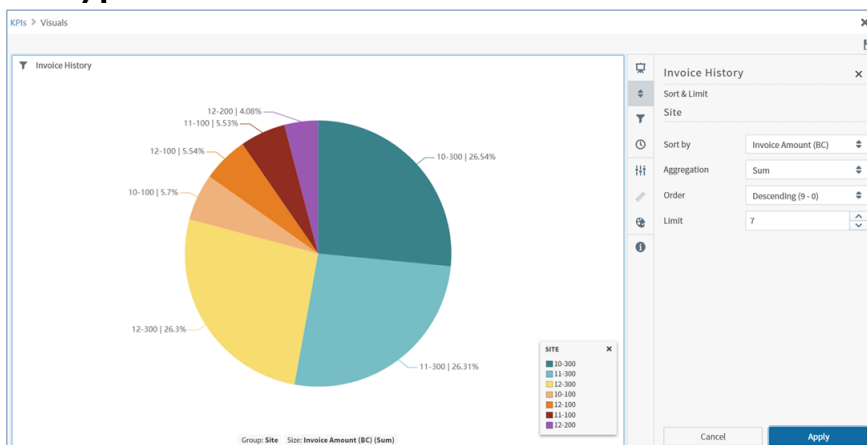 KPIs > Visuals
Invoice History
12-200 | 4.08%
11-100 | 5.53%
12-100 | 5.54%
10-100 | 5.7%
12-300 | 26.3%
10-300 | 26.54%
11-300 | 26.31%
SITE
10-300
11-300
12-300
10-100
12-100
11-100
12-200
Group: Site Size: Invoice Amount (BC) (Sum)
Invoice History
Sort & Limit
Site
Sort by Invoice Amount (BC)
Aggregation Sum
Order Descending (9 - 0)
Limit 7
Cancel Apply